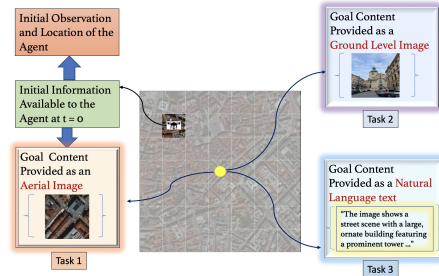 Initial Observation
and Location of the
Agent
Initial Information
Available to the
Agent at t = 0
Goal Content
Provided as an
Aerial Image
Task 1
Goal Content
Provided as a
Ground Level Image
Task 2
Goal Content
Provided as a Natural
Language text
"The image shows a
street scene with a large,
ornate building featuring
a prominent tower ..."
Task 3